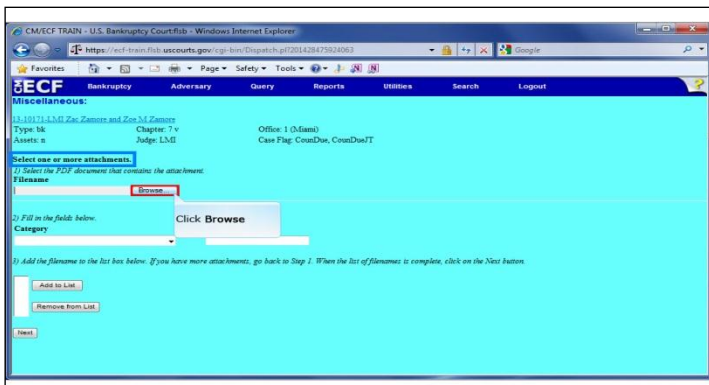 CM/ECF TRAIN - U.S. Bankruptcy Court:flsb - Windows Internet Explorer
https://ecf-train.flsb.uscourts.gov/cgi-bin/Dispatch.pl?201428475924063
Google
Favorites Page Safety Tools
ECF Bankruptcy Adversary Query Reports Utilities Search Logout ?
Miscellaneous:
13-10171-LMI Zac Zamore and Zoe M Zamore
Type: bk Chapter: 7 v Office: 1 (Miami)
Assets: n Judge: LMI Case Flag: CounDue, CounDueJT
Select one or more attachments.
1) Select the PDF document that contains the attachment.
Filename
Browse...
Click Browse
2) Fill in the fields below.
Category
3) Add the filename to the list box below. If you have more attachments, go back to Step 1. When the list of filenames is complete, click on the Next button.
Add to List
Remove from List
Next